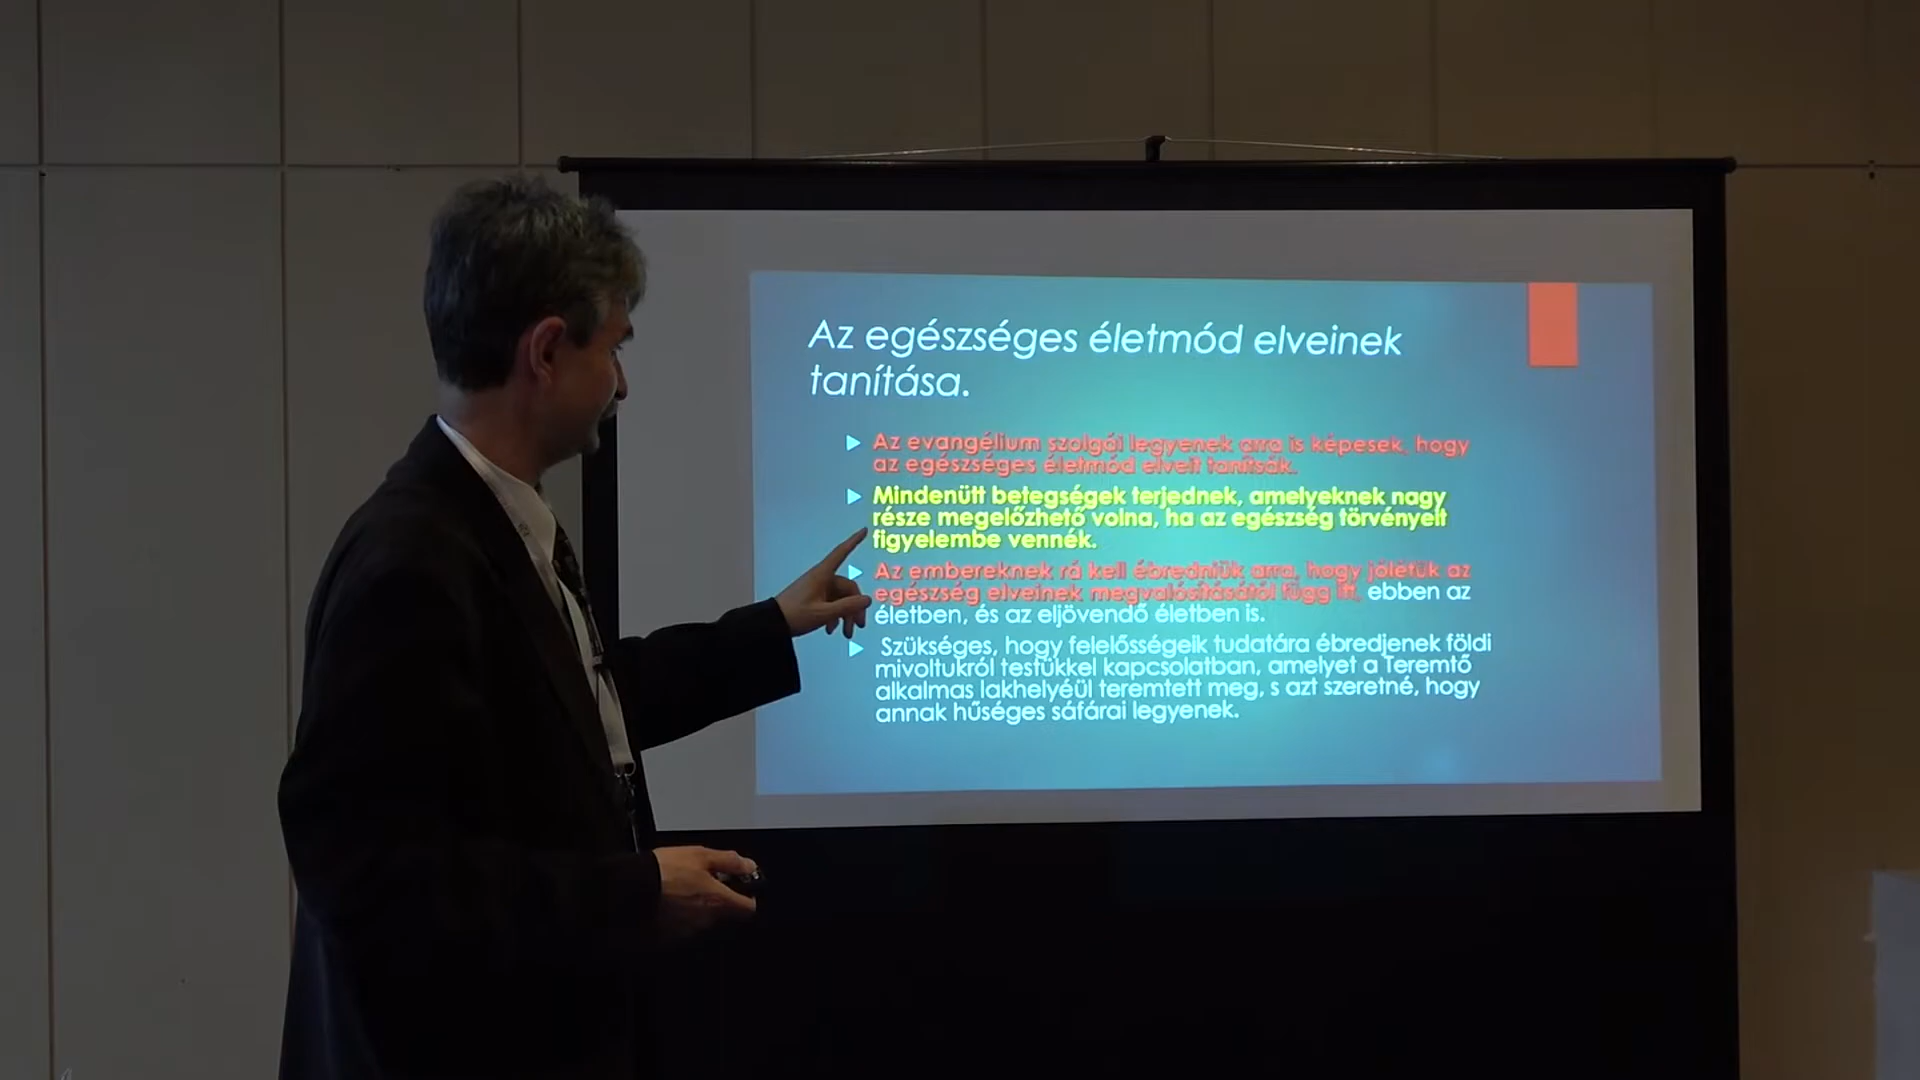 Az egészséges életmód elveinek
tanítása.
Az evangélium szolgái legyenek arra is képesek, hogy
az egészséges életmód elveit tanítsák.
Mindenütt betegségek terjednek, amelyeknek nagy
része megelőzhető volna, ha az egészség törvényeit
figyelembe vennék.
Az embereknek rá kell ébredniük arra, hogy jólétük az
egészség elveinek megvalósításától függ itt, ebben az
életben, és az eljövendő életben is.
Szükséges, hogy felelősségeik tudatára ébredjenek földi
mivoltukról testükkel kapcsolatban, amelyet a Teremtő
alkalmas lakhelyéül teremtett meg, s azt szeretné, hogy
annak hűséges sáfárai legyenek.